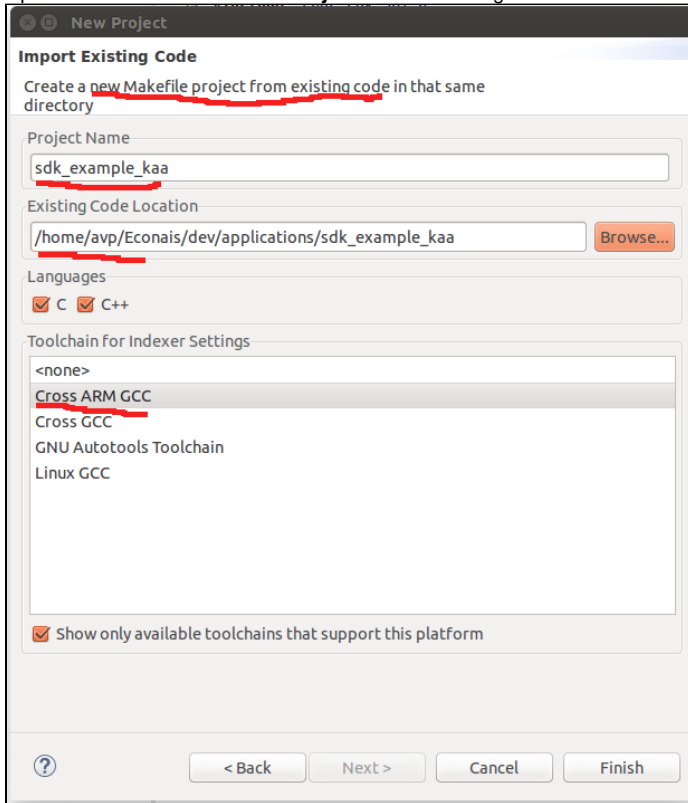 New Project
Import Existing Code
Create a new Makefile project from existing code in that same
directory
Project Name
sdk_example_kaa
Existing Code Location
/home/avp/Econais/dev/applications/sdk_example_kaa
Browse...
Languages
C C++
Toolchain for Indexer Settings
<none>
Cross ARM GCC
Cross GCC
GNU Autotools Toolchain
Linux GCC
Show only available toolchains that support this platform
? < Back Next > Cancel Finish